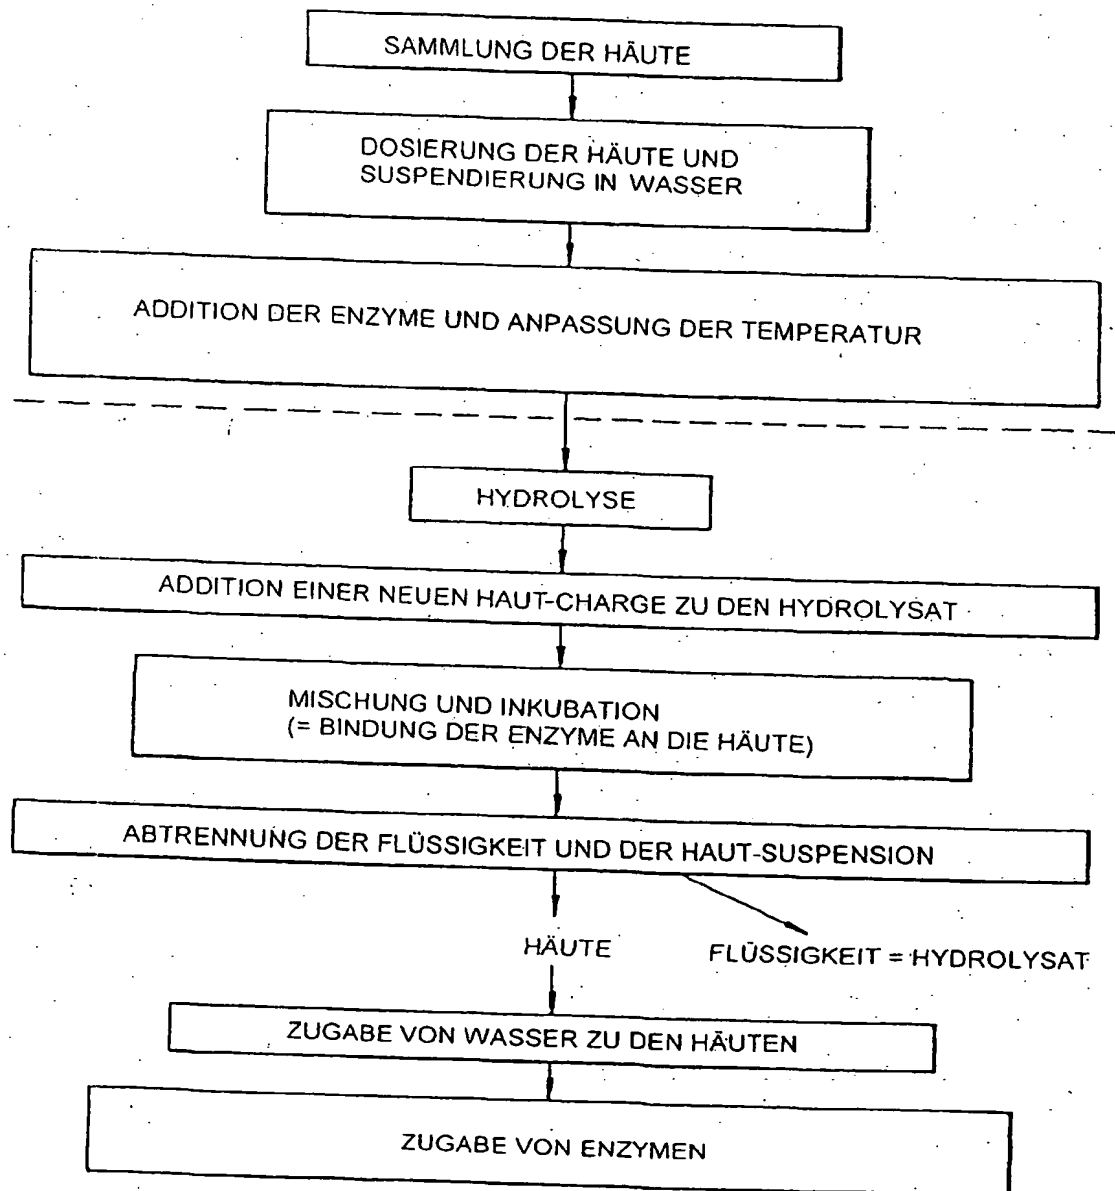 SAMMLUNG DER HÄUTE
DOSIERUNG DER HÄUTE UND
SUSPENDIERUNG IN WASSER
ADDITION DER ENZYME UND ANPASSUNG DER TEMPERATUR
HYDROLYSE
ADDITION EINER NEUEN HAUT-CHARGE ZU DEN HYDROLYSAT
MISCHUNG UND INKUBATION
(= BINDUNG DER ENZYME AN DIE HÄUTE)
ABTRENNUNG DER FLÜSSIGKEIT UND DER HAUT-SUSPENSION
HÄUTE
FLÜSSIGKEIT = HYDROLYSAT
ZUGABE VON WASSER ZU DEN HÄUTEN
ZUGABE VON ENZYMEN